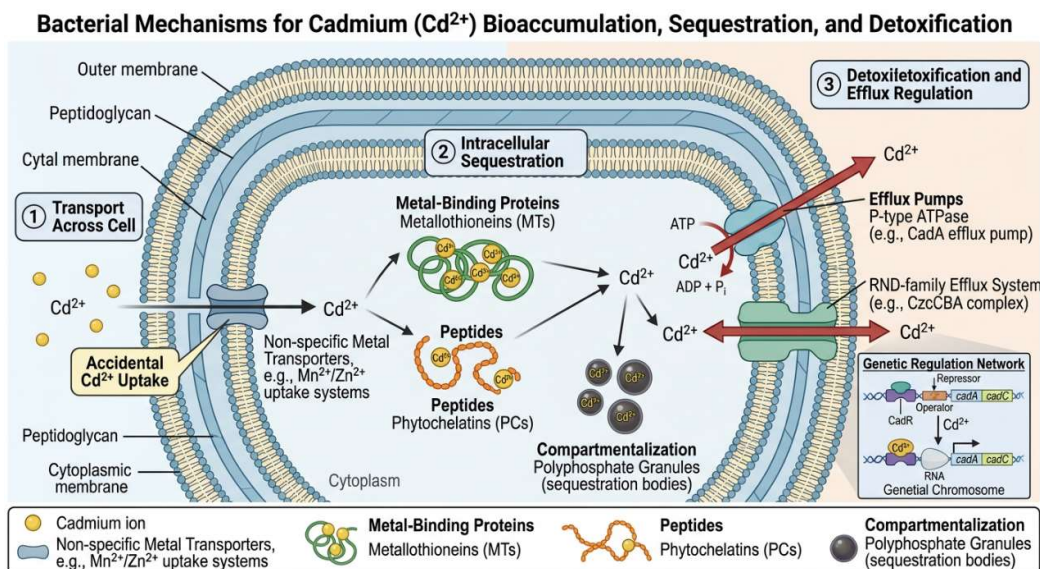 Bacterial Mechanisms for Cadmium (Cd²⁺) Bioaccumulation, Sequestration, and Detoxification
Outer membrane
Peptidoglycan
Cytal membrane
① Transport
Across Cell
Cd²⁺
Accidental
Cd²⁺ Uptake
Peptidoglycan
Cytoplasmic
membrane
② Intracellular
Sequestration
Metal-Binding Proteins
Metallothioneins (MTs)
Cd²⁺
Non-specific Metal
Transporters,
e.g., Mn²⁺/Zn²⁺
uptake systems
Peptides
Peptides
Phytochelatins (PCs)
Cd²⁺
Cd²⁺
Cd²⁺
Cd²⁺
Cd²⁺
Compartmentalization
Polyphosphate Granules
(sequestration bodies)
Cytoplasm
③ Detoxiletoxification and
Efflux Regulation
Cd²⁺
ATP
Cd²⁺
ADP + Pᵢ
Efflux Pumps
P-type ATPase
(e.g., CadA efflux pump)
RND-family Efflux System
(e.g., CzcCBA complex)
Cd²⁺
Cd²⁺
Genetic Regulation Network
Repressor
cadA
cadC
CadR
Operator
Cd²⁺
cadA
cadC
RNA
Genetial Chromosome
Cadmium ion
Non-specific Metal Transporters,
e.g., Mn²⁺/Zn²⁺ uptake systems
Metal-Binding Proteins
Metallothioneins (MTs)
Peptides
Phytochelatins (PCs)
Compartmentalization
Polyphosphate Granules
(sequestration bodies)